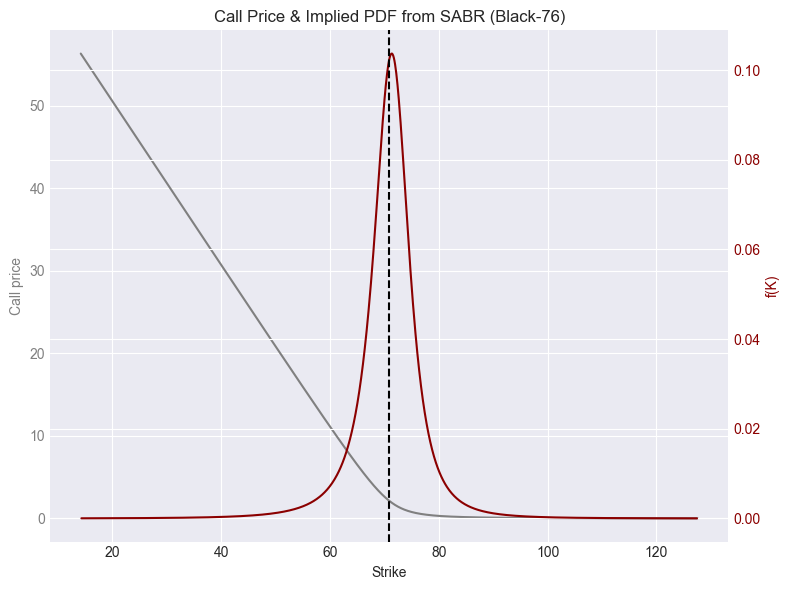 Call Price & Implied PDF from SABR (Black-76)
Call price
50
40
30
20
10
0
0.10
0.08
0.06
0.04
0.02
0.00
f(K)
20 40 60 80 100 120
Strike